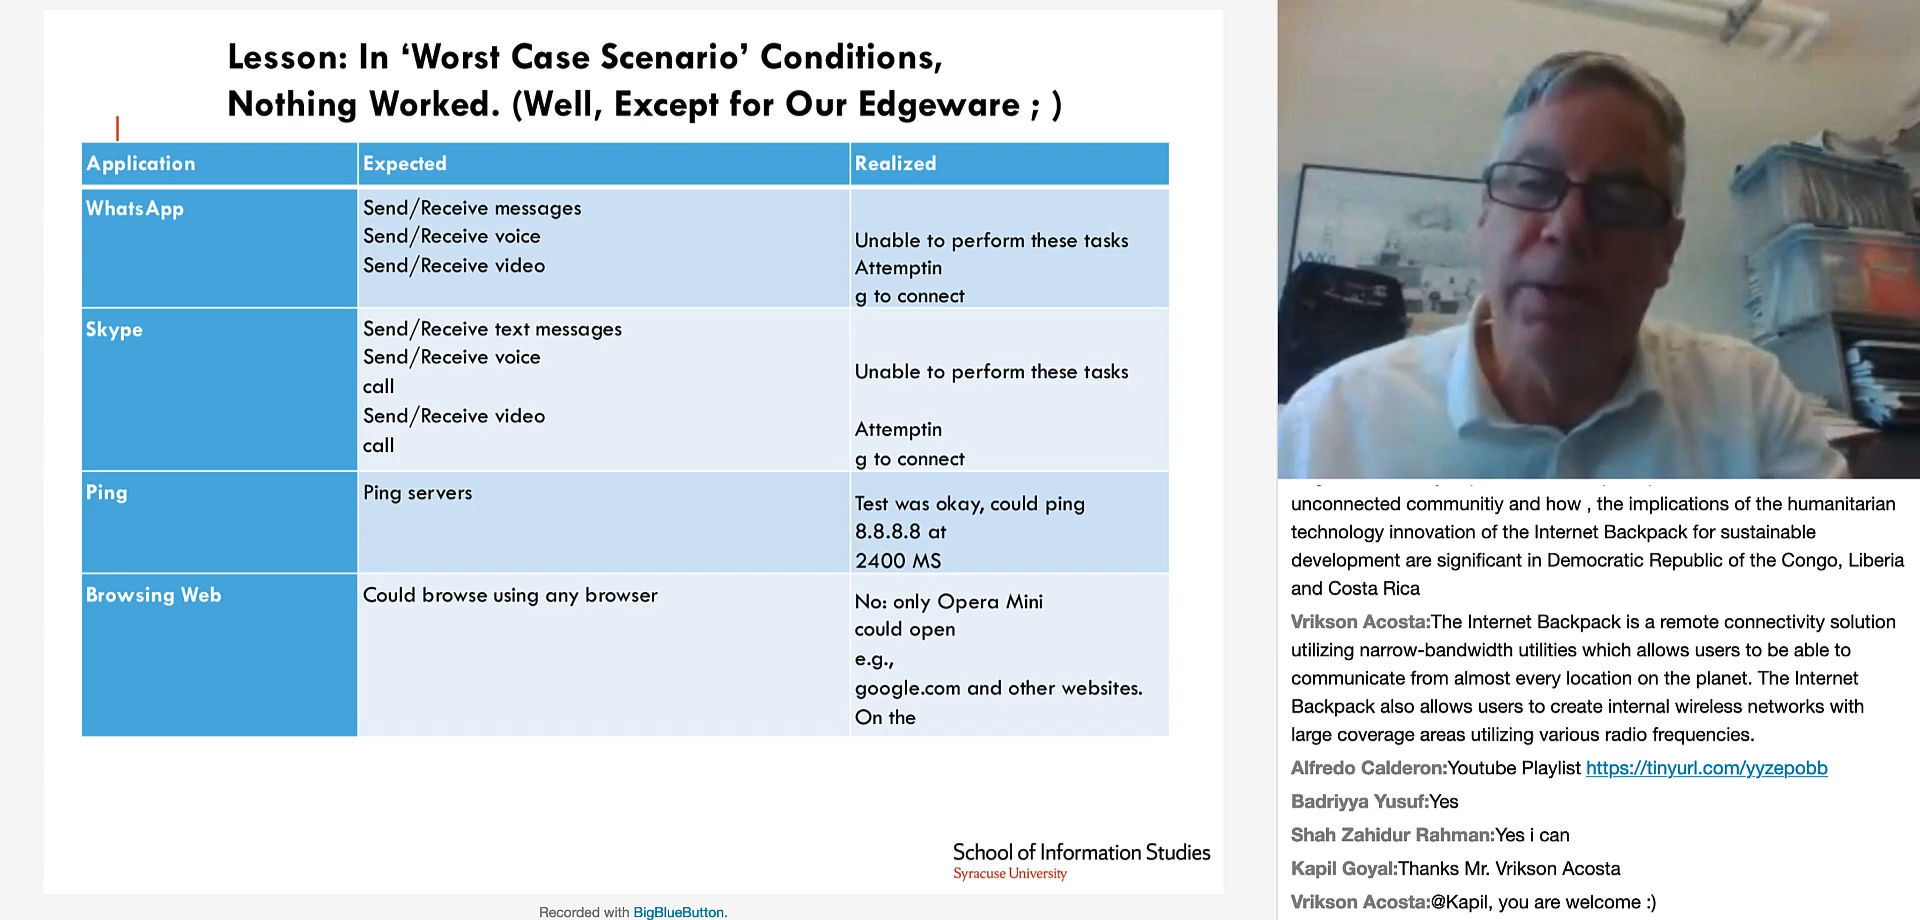 Lesson: In ‘Worst Case Scenario’ Conditions,
Nothing Worked. (Well, Except for Our Edgeware ; )
Application
Expected
Realized
WhatsApp
Send/Receive messages
Send/Receive voice
Send/Receive video
Unable to perform these tasks
Attemptin
g to connect
Skype
Send/Receive text messages
Send/Receive voice
call
Send/Receive video
call
Unable to perform these tasks
Attemptin
g to connect
Ping
Ping servers
Test was okay, could ping
8.8.8.8 at
2400 MS
Browsing Web
Could browse using any browser
No: only Opera Mini
could open
e.g.,
google.com and other websites.
On the
School of Information Studies
Syracuse University
Recorded with BigBlueButton.
unconnected communitiy and how , the implications of the humanitarian
technology innovation of the Internet Backpack for sustainable
development are significant in Democratic Republic of the Congo, Liberia
and Costa Rica
Vrikson Acosta:The Internet Backpack is a remote connectivity solution
utilizing narrow-bandwidth utilities which allows users to be able to
communicate from almost every location on the planet. The Internet
Backpack also allows users to create internal wireless networks with
large coverage areas utilizing various radio frequencies.
Alfredo Calderon:Youtube Playlist https://tinyurl.com/yyzepobb
Badriyya Yusuf:Yes
Shah Zahidur Rahman:Yes i can
Kapil Goyal:Thanks Mr. Vrikson Acosta
Vrikson Acosta:@Kapil, you are welcome :)